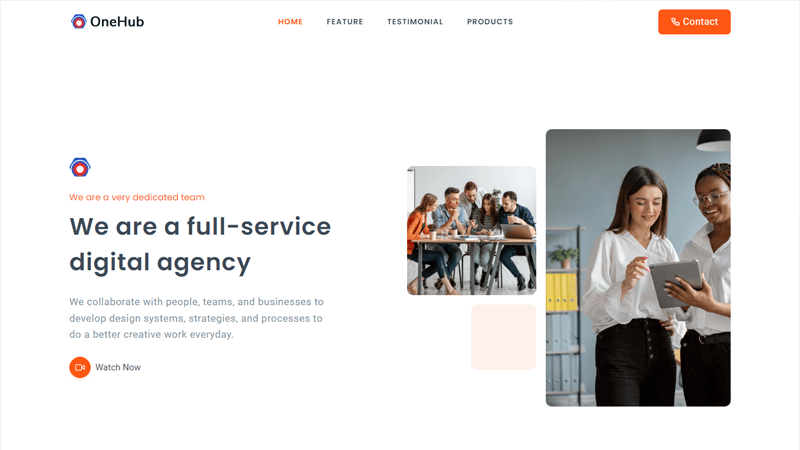 OneHub
HOME
FEATURE
TESTIMONIAL
PRODUCTS
Contact
We are a very dedicated team
We are a full-service
digital agency
We collaborate with people, teams, and businesses to
develop design systems, strategies, and processes to
do a better creative work everyday.
Watch Now